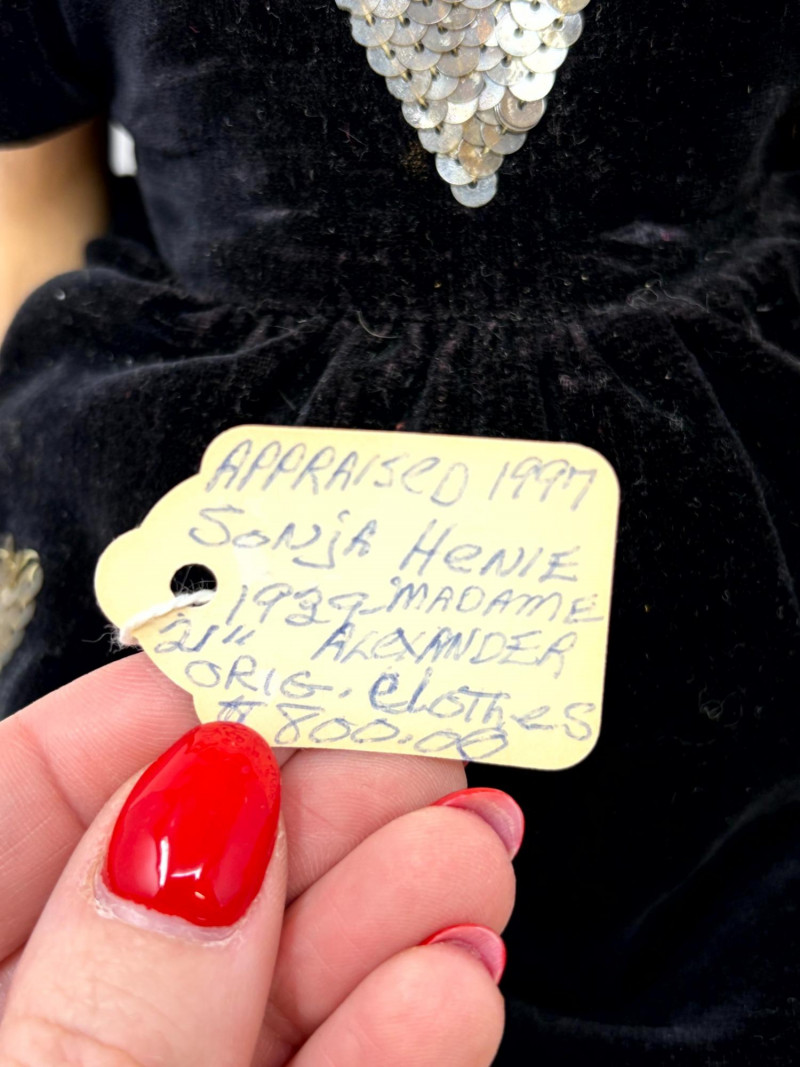 APPRAISED 1997
SONjA HENIE
1939 MADAME
21" ALEXANDER
ORIG. CLOTHES
$800.00